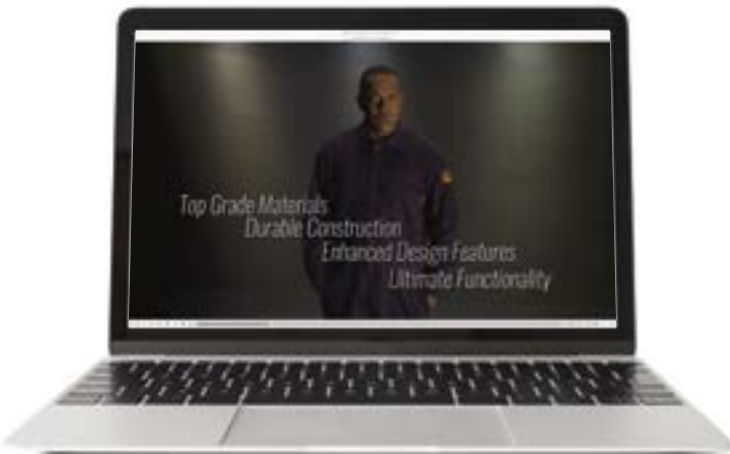 Top Grade Materials
Durable Construction
Enhanced Design Features
Ultimate Functionality